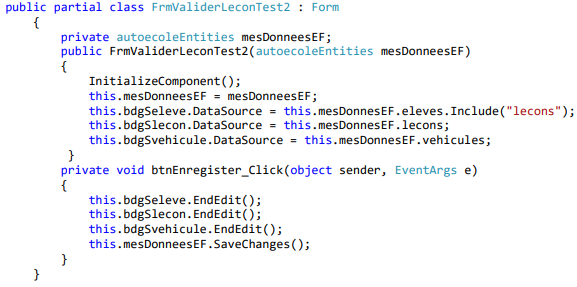 public partial class FrmValiderLeconTest2 : Form
{
private autoecoleEntities mesDonneesEF;
public FrmValiderLeconTest2(autoecoleEntities mesDonneesEF)
{
InitializeComponent();
this.mesDonneesEF = mesDonneesEF;
this.bdgSeleve.DataSource = this.mesDonnesEF.eleves.Include("lecons");
this.bdgSlecon.DataSource = this.mesDonnesEF.lecons;
this.bdgSvehicule.DataSource = this.mesDonnesEF.vehicules;
}
private void btnEnregister_Click(object sender, EventArgs e)
{
this.bdgSeleve.EndEdit();
this.bdgSlecon.EndEdit();
this.bdgSvehicule.EndEdit();
this.mesDonneesEF.SaveChanges();
}
}